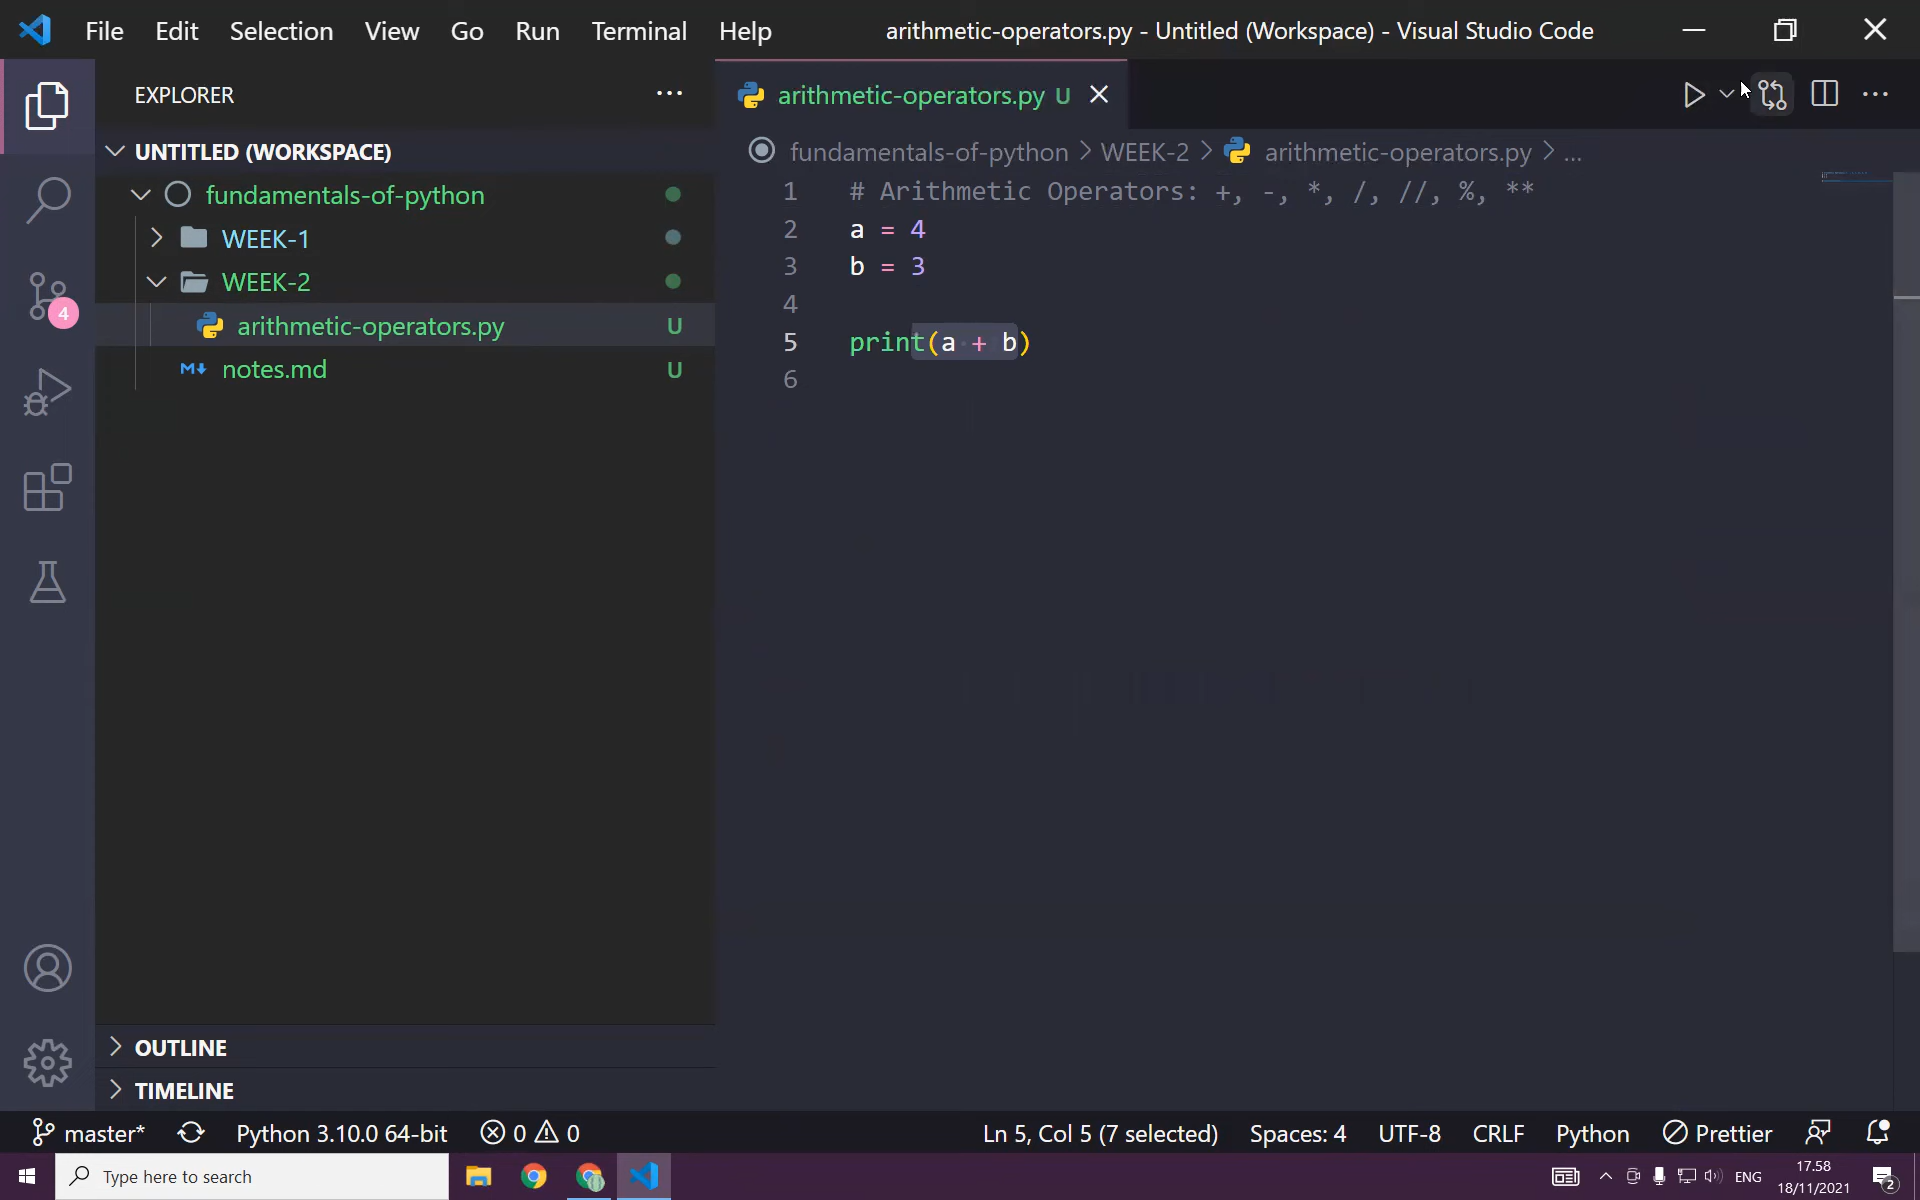 File Edit Selection View Go Run Terminal Help arithmetic-operators.py - Untitled (Workspace) - Visual Studio Code
EXPLORER
arithmetic-operators.py U
UNTITLED (WORKSPACE)
fundamentals-of-python > WEEK-2 > arithmetic-operators.py > ...
fundamentals-of-python
WEEK-1
WEEK-2
arithmetic-operators.py U
notes.md U
1 # Arithmetic Operators: +, -, *, /, //, %, **
2 a = 4
3 b = 3
4
5 print(a + b)
6
4
OUTLINE
TIMELINE
master* Python 3.10.0 64-bit 0 0 Ln 5, Col 5 (7 selected) Spaces: 4 UTF-8 CRLF Python Prettier
Type here to search
ENG
17.58
18/11/2021
2